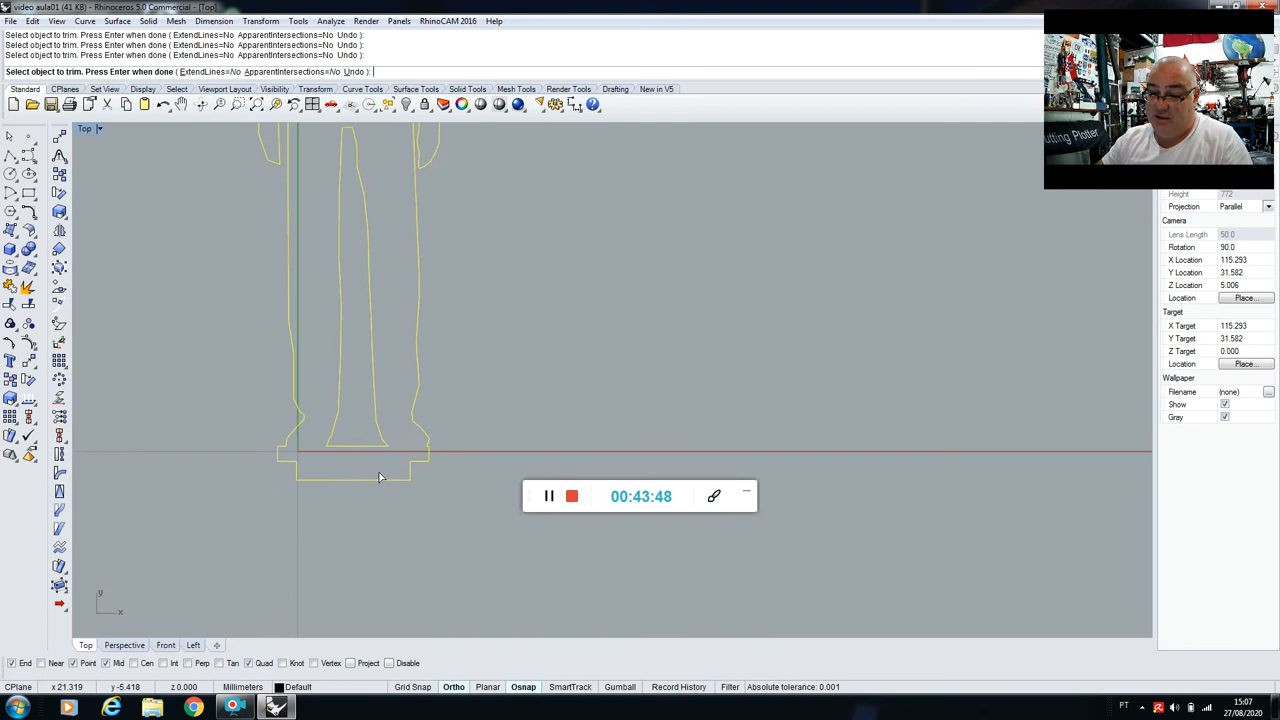 video aula01 (41 KB) - Rhinoceros 5.0 Commercial - [Top]
File Edit View Curve Surface Solid Mesh Dimension Transform Tools Analyze Render Panels RhinoCAM 2016 Help
Select object to trim. Press Enter when done ( ExtendLines=No ApparentIntersections=No Undo ):
Select object to trim. Press Enter when done ( ExtendLines=No ApparentIntersections=No Undo ):
Select object to trim. Press Enter when done ( ExtendLines=No ApparentIntersections=No Undo ):
Select object to trim. Press Enter when done ( ExtendLines=No ApparentIntersections=No Undo ):
Standard CPlanes Set View Display Select Viewport Layout Visibility Transform Curve Tools Surface Tools Solid Tools Mesh Tools Render Tools Drafting New in V5
Top
utting Plotter
Height 772
Projection Parallel
Camera
Lens Length 50.0
Rotation 90.0
X Location 115.293
Y Location 31.582
Z Location 5.006
Location Place...
Target
X Target 115.293
Y Target 31.582
Z Target 0.000
Location Place...
Wallpaper
Filename (none) ...
Show
Gray
00:43:48
y
x
Top Perspective Front Left
End Near Point Mid Cen Int Perp Tan Quad Knot Vertex Project Disable
CPlane x 21.319 y -5.418 z 0.000 Millimeters Default Grid Snap Ortho Planar Osnap SmartTrack Gumball Record History Filter Absolute tolerance: 0.001
PT 15:07
27/08/2020